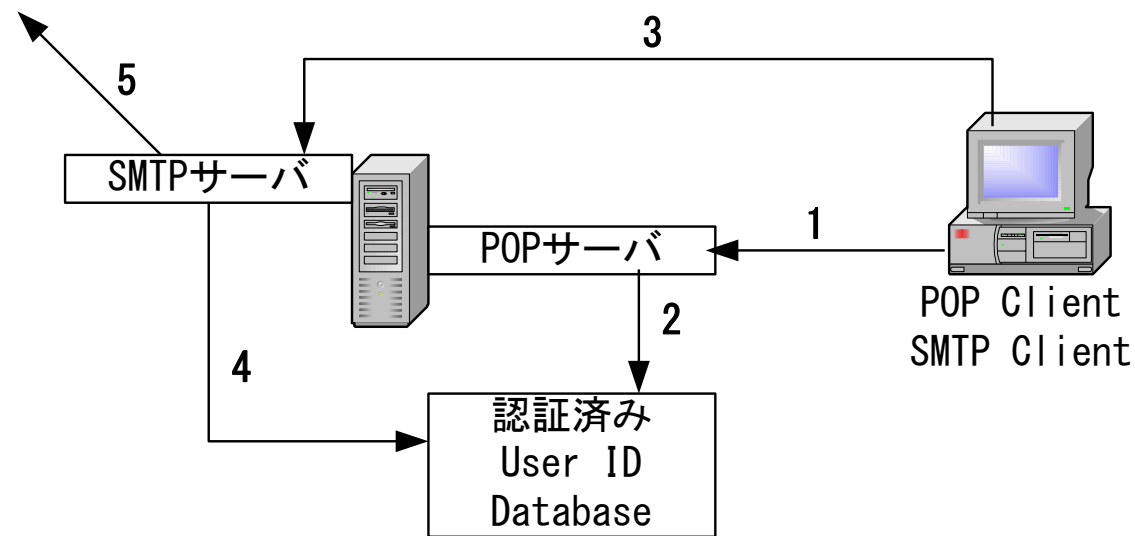 3
5
SMTPサーバ
1
POPサーバ
2
POP Client
SMTP Client
4
認証済み
User ID
Database